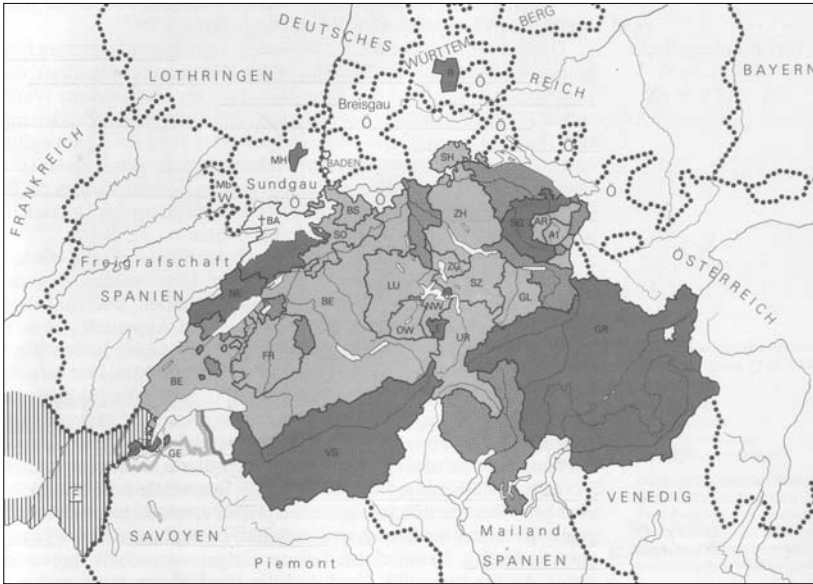 DEUTSCHES
WÜRTTEM
BERG
REICH
BAYERN
LOTHRINGEN
Breisgau
Ö
Ö
Ö
Ö
R
FRANKREICH
MH
BADEN
SH
Sundgau
Mb
W
Ö
Ö
Ö
BA
BS
SO
ZH
SG
AR
AI
ÖSTERREICH
Freigrafschaft
SPANIEN
NE
BE
LU
ZG
SZ
GL
NW
OW
E
UR
GR
FR
BE
GE
VS
F
SAVOYEN
Piemont
Mailand
SPANIEN
VENEDIG